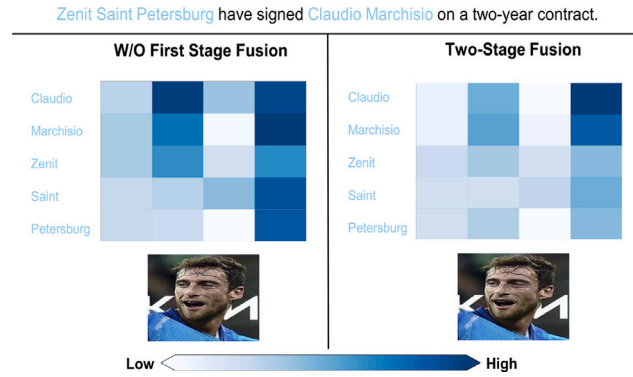 Zenit Saint Petersburg have signed Claudio Marchisio on a two-year contract.
W/O First Stage Fusion
Claudio
Marchisio
Zenit
Saint
Petersburg
Two-Stage Fusion
Claudio
Marchisio
Zenit
Saint
Petersburg
Low
High